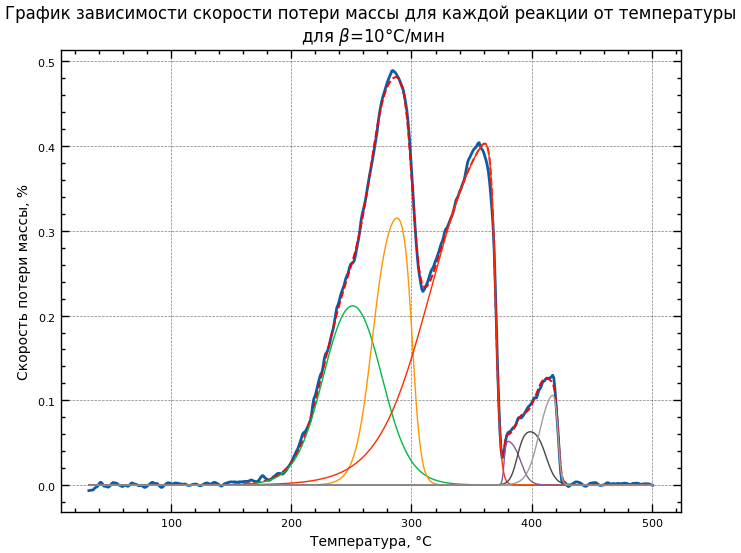 График зависимости скорости потери массы для каждой реакции от температуры
для β=10°C/мин
Скорость потери массы, %
0.5
0.4
0.3
0.2
0.1
0.0
100
200
300
400
500
Температура, °C